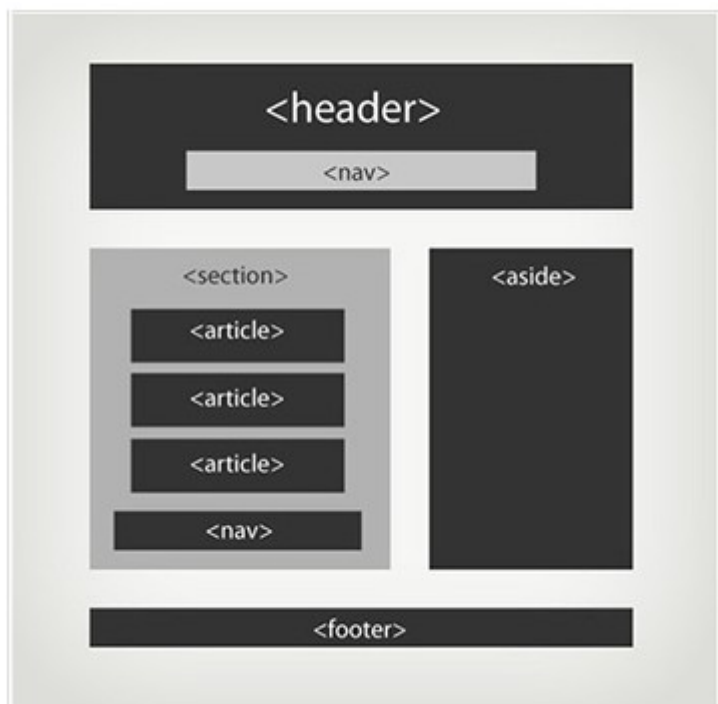 <header>
<nav>
<section>
<article>
<article>
<article>
<nav>
<aside>
<footer>